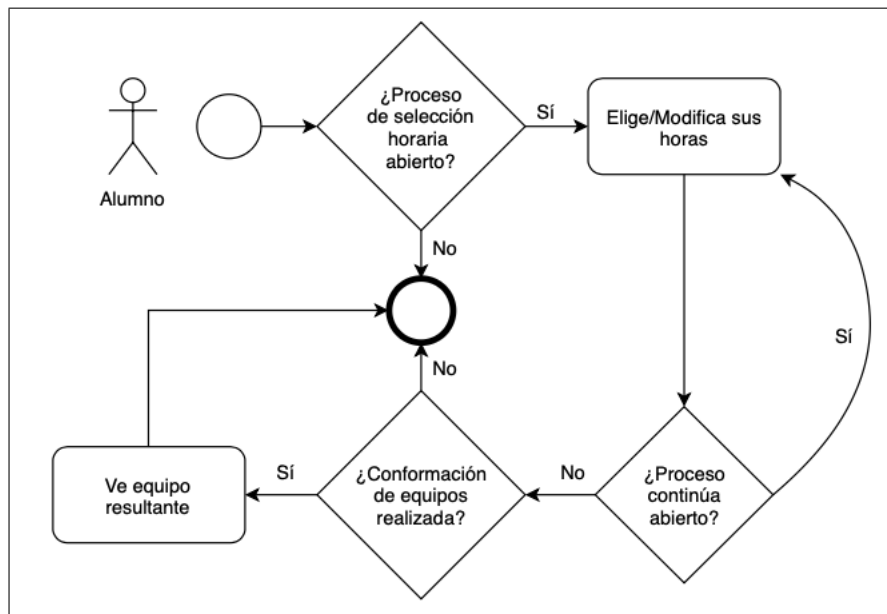 ¿Proceso
de selección
horaria
abierto?
Sí
Elige/Modifica sus
horas
Alumno
No
Sí
No
¿Conformación
de equipos
realizada?
Sí
No
¿Proceso
continúa
abierto?
Ve equipo
resultante